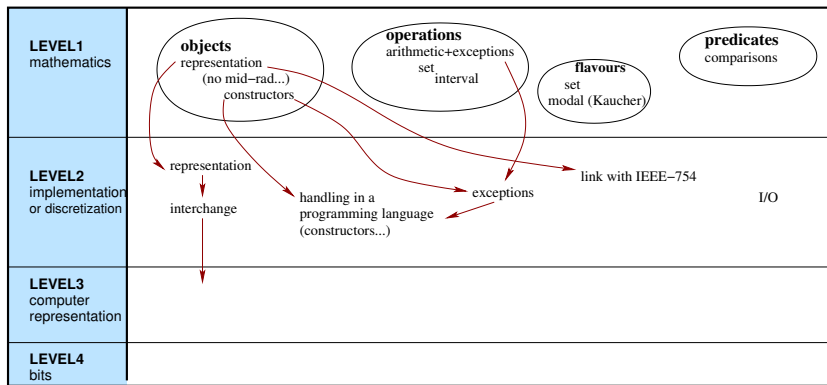 LEVEL1
mathematics
objects
representation
(no mid−rad...)
constructors
operations
arithmetic+exceptions
set
interval
flavours
set
modal (Kaucher)
predicates
comparisons
LEVEL2
implementation
or discretization
representation
interchange
handling in a
programming language
(constructors...)
exceptions
link with IEEE−754
I/O
LEVEL3
computer
representation
LEVEL4
bits